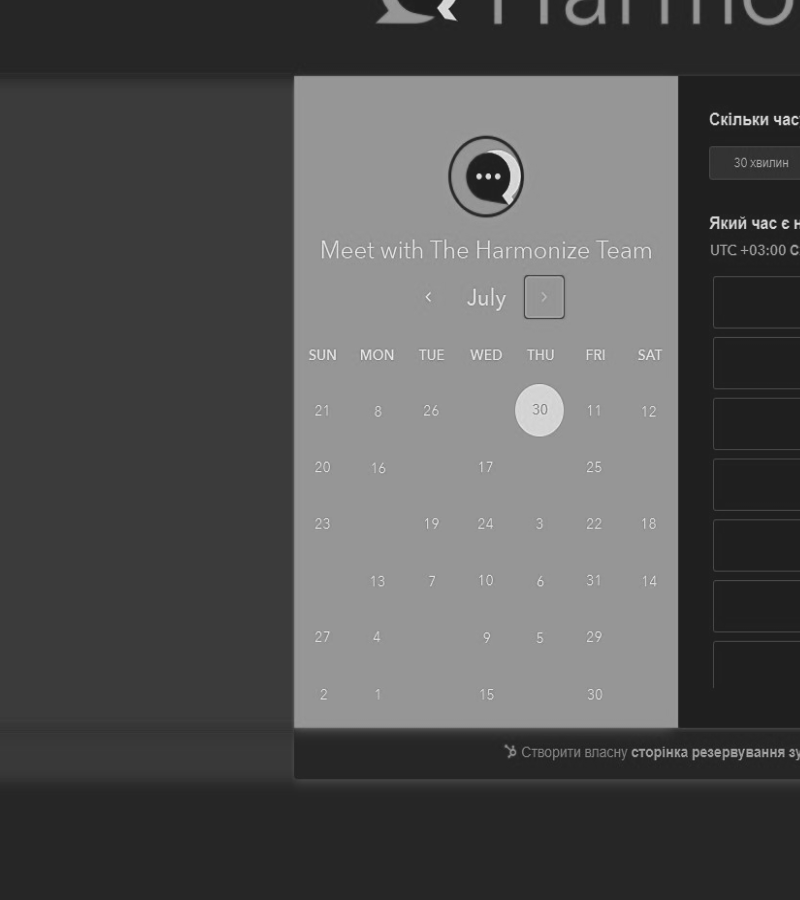 Harmo
Скільки час
30 хвилин
Який час є н
UTC +03:00 С
Meet with The Harmonize Team
July
SUN MON TUE WED THU FRI SAT
21 8 26 30 11 12
20 16 17 25
23 19 24 3 22 18
13 7 10 6 31 14
27 4 9 5 29
2 1 15 30
Створити власну сторінка резервування зу